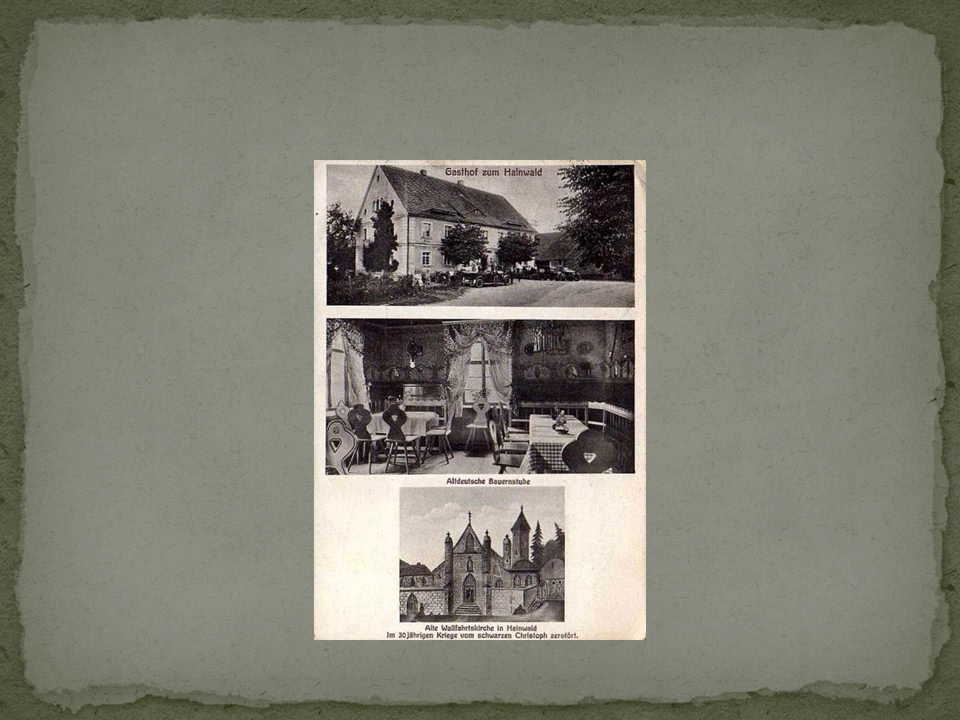 Gasthof zum Hainwald
Altdeutsche Bauernstube
Alte Wallfahrtskirche in Hainwald
Im 30jährigen Kriege vom schwarzen Christoph zerstört.